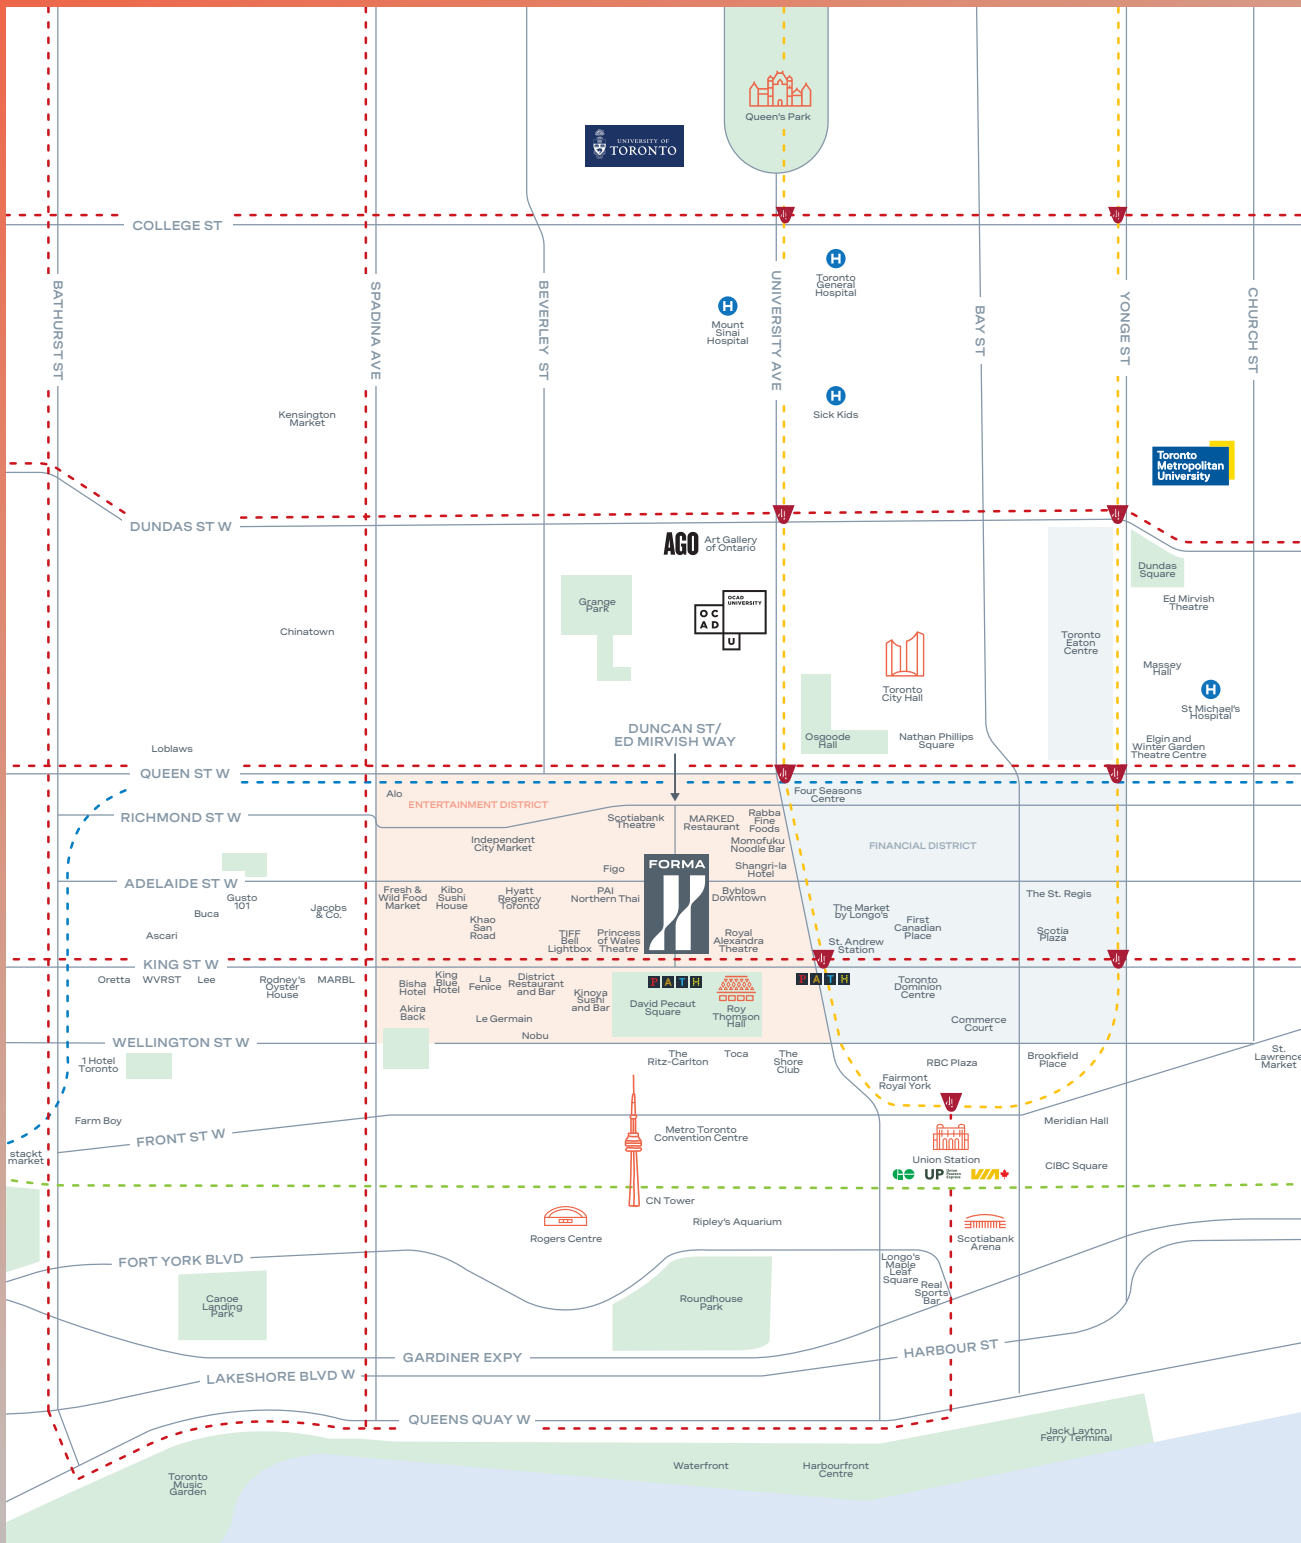 Queen's Park
UNIVERSITY OF
TORONTO
COLLEGE ST
BATHURST ST
SPADINA AVE
BEVERLEY ST
UNIVERSITY AVE
BAY ST
YONGE ST
CHURCH ST
H
Toronto
General
Hospital
H
Mount
Sinai
Hospital
H
Sick Kids
Kensington
Market
Toronto
Metropolitan
University
DUNDAS ST W
AGO
Art Gallery
of Ontario
Dundas
Square
Grange
Park
OCAD
UNIVERSITY
OC
AD
U
Ed Mirvish
Theatre
Chinatown
Toronto
Eaton
Centre
Massey
Hall
Toronto
City Hall
H
St Michael's
Hospital
DUNCAN ST/
ED MIRVISH WAY
Osgoode
Hall
Nathan Phillips
Square
Elgin and
Winter Garden
Theatre Centre
Loblaws
QUEEN ST W
Alo
ENTERTAINMENT DISTRICT
Four Seasons
Centre
RICHMOND ST W
Scotiabank
Theatre
MARKED
Restaurant
Rabba
Fine
Foods
Independent
City Market
Momofuku
Noodle Bar
FINANCIAL DISTRICT
Figo
FORMA
Shangri-la
Hotel
ADELAIDE ST W
Gusto
101
Buca
Jacobs
& Co.
Ascari
Fresh &
Wild Food
Market
Kibo
Sushi
House
Hyatt
Regency
Toronto
PAI
Northern Thai
Byblos
Downtown
The St. Regis
Khao
San
Road
The Market
by Longo's
First
Canadian
Place
TIFF
Bell
Lightbox
Princess
of Wales
Theatre
Royal
Alexandra
Theatre
St. Andrew
Station
Scotia
Plaza
KING ST W
Oretta
WVRST
Lee
Rodney's
Oyster
House
MARBL
Bisha
Hotel
King
Blue
Hotel
La
Fenice
District
Restaurant
and Bar
Kinoya
Sushi
and Bar
PATH
David Pecaut
Square
Roy
Thomson
Hall
PATH
Toronto
Dominion
Centre
Akira
Back
Le Germain
Nobu
Commerce
Court
WELLINGTON ST W
1 Hotel
Toronto
The
Ritz-Carlton
Toca
The
Shore
Club
RBC Plaza
Brookfield
Place
St.
Lawrence
Market
Fairmont
Royal York
Farm Boy
FRONT ST W
stackt
market
Metro Toronto
Convention Centre
Meridian Hall
Union Station
GO
UP
Union
Pearson
Express
VIA
CIBC Square
CN Tower
Ripley's Aquarium
Rogers Centre
Scotiabank
Arena
FORT YORK BLVD
Longo's
Maple
Leaf
Square
Real
Sports
Bar
Canoe
Landing
Park
Roundhouse
Park
HARBOUR ST
GARDINER EXPY
LAKESHORE BLVD W
QUEENS QUAY W
Jack Layton
Ferry Terminal
Waterfront
Harbourfront
Centre
Toronto
Music
Garden